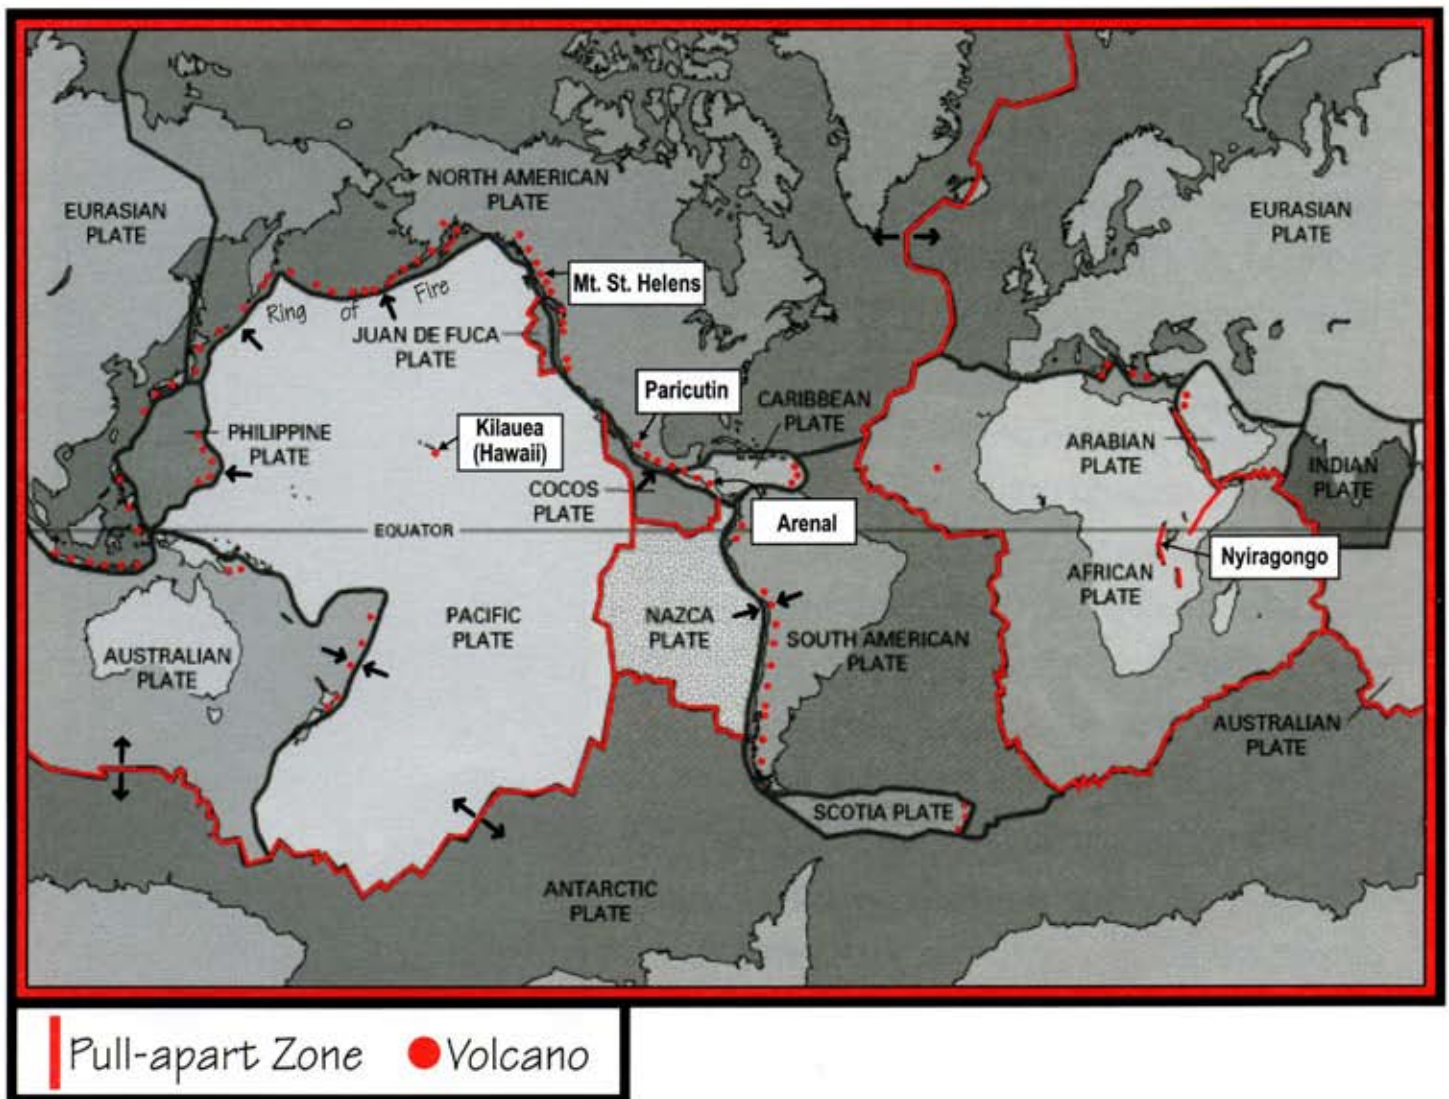 NORTH AMERICAN
PLATE
EURASIAN
PLATE
EURASIAN
PLATE
Mt. St. Helens
Ring of Fire
JUAN DE FUCA
PLATE
Paricutin
CARIBBEAN
PLATE
Kilauea
(Hawaii)
PHILIPPINE
PLATE
ARABIAN
PLATE
INDIAN
PLATE
COCOS
PLATE
EQUATOR
Arenal
Nyiragongo
AFRICAN
PLATE
PACIFIC
PLATE
NAZCA
PLATE
SOUTH AMERICAN
PLATE
AUSTRALIAN
PLATE
AUSTRALIAN
PLATE
SCOTIA PLATE
ANTARCTIC
PLATE
Pull-apart Zone
Volcano